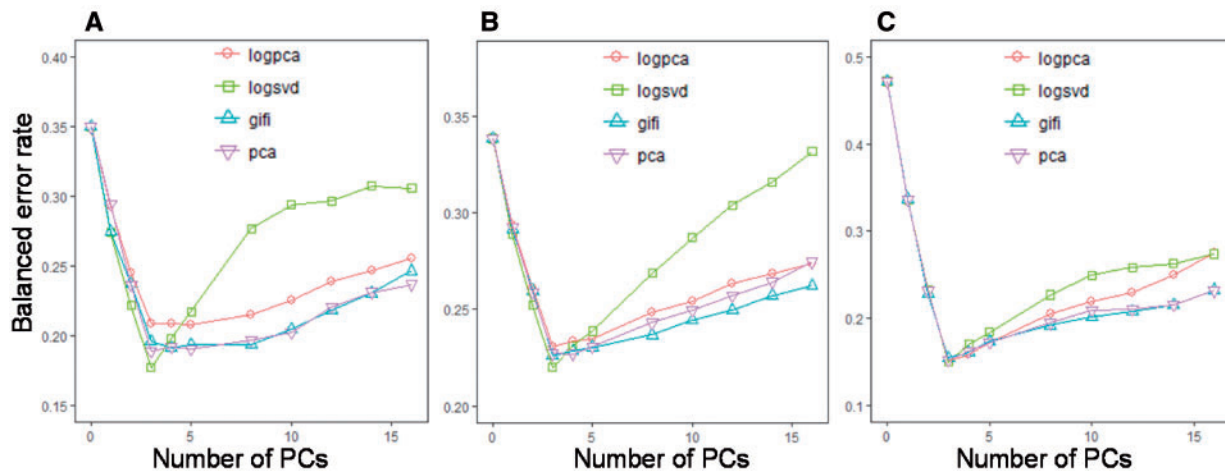 A
B
C
Balanced error rate
0.40
0.35
0.30
0.25
0.20
0.15
logpca
logsvd
gifi
pca
0
5
10
15
Number of PCs
0.35
0.30
0.25
0.20
logpca
logsvd
gifi
pca
0
5
10
15
Number of PCs
0.5
0.4
0.3
0.2
0.1
logpca
logsvd
gifi
pca
0
5
10
15
Number of PCs